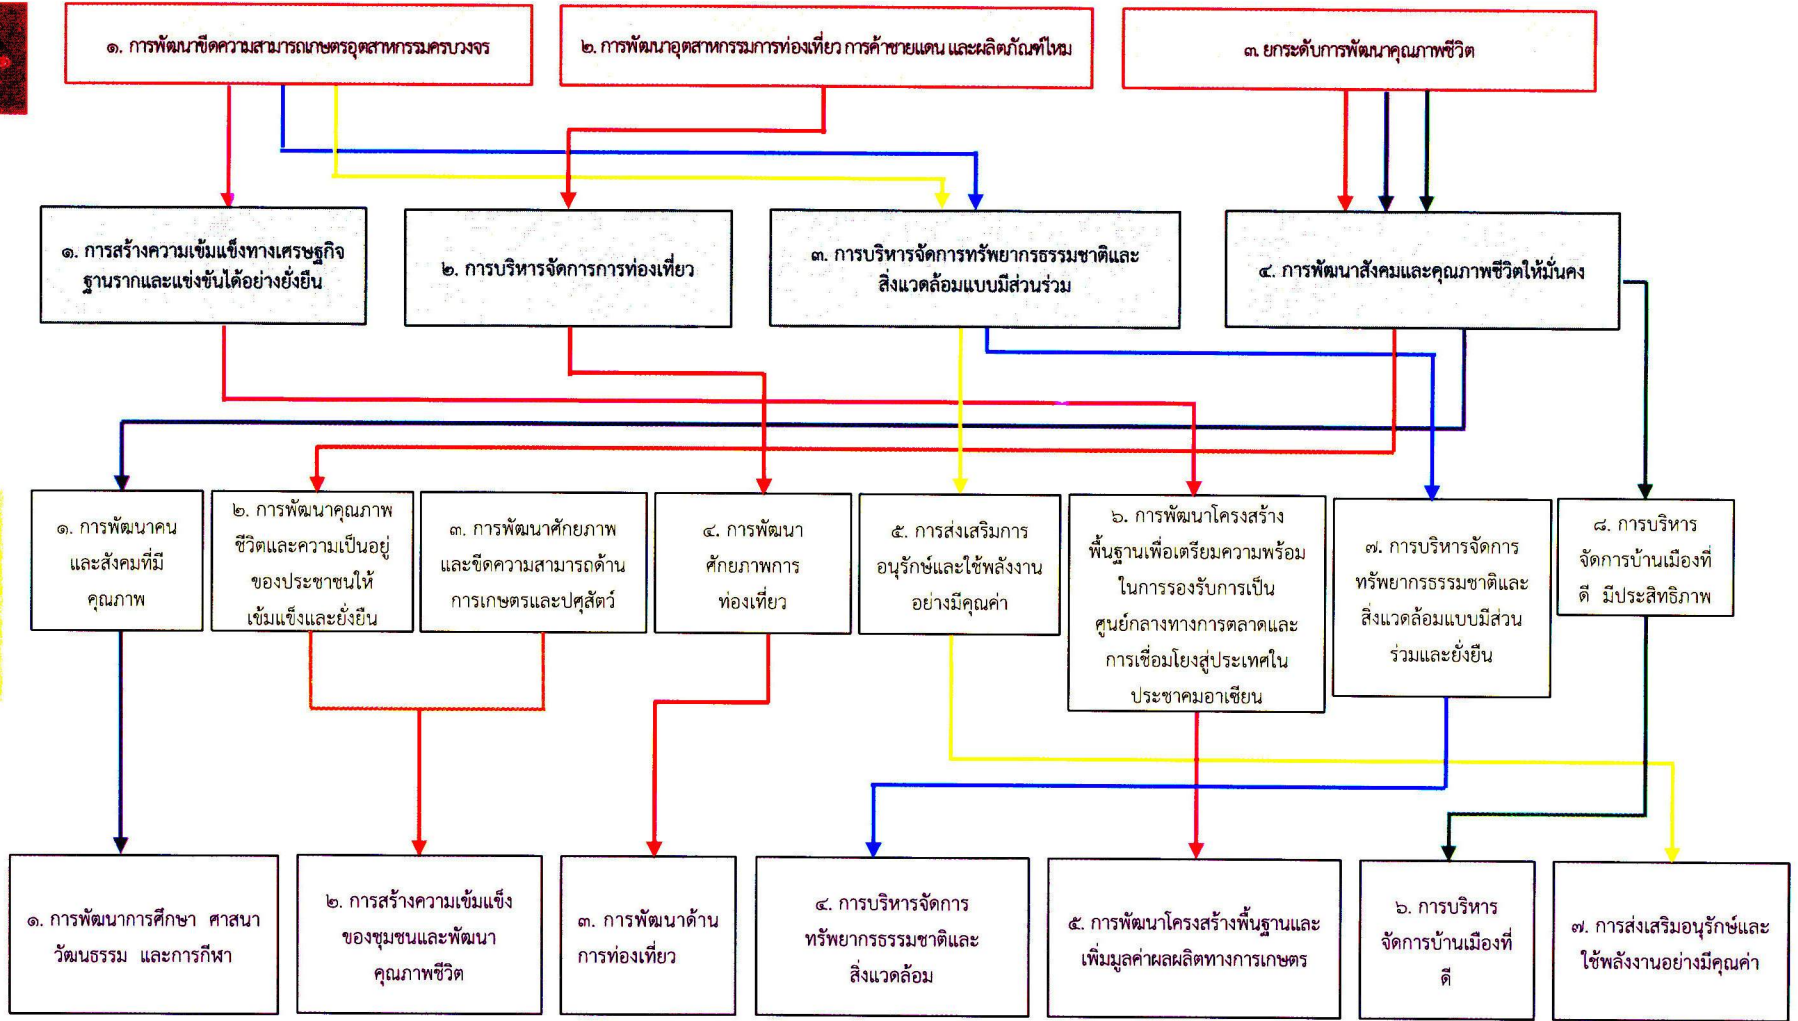 ๑. การพัฒนาขีดความสามารถเกษตรอุตสาหกรรมครบวงจร
๒. การพัฒนาอุตสาหกรรมการท่องเที่ยว การค้าชายแดน และผลิตภัณฑ์ไหม
๓. ยกระดับการพัฒนาคุณภาพชีวิต
๑. การสร้างความเข้มแข็งทางเศรษฐกิจ
ฐานรากและแข่งขันได้อย่างยั่งยืน
๒. การบริหารจัดการการท่องเที่ยว
๓. การบริหารจัดการทรัพยากรธรรมชาติและ
สิ่งแวดล้อมแบบมีส่วนร่วม
๔. การพัฒนาสังคมและคุณภาพชีวิตให้มั่นคง
๑. การพัฒนาคน
และสังคมที่มี
คุณภาพ
๒. การพัฒนาคุณภาพ
ชีวิตและความเป็นอยู่
ของประชาชนให้
เข้มแข็งและยั่งยืน
๓. การพัฒนาศักยภาพ
และขีดความสามารถด้าน
การเกษตรและปศุสัตว์
๔. การพัฒนา
ศักยภาพการ
ท่องเที่ยว
๕. การส่งเสริมการ
อนุรักษ์และใช้พลังงาน
อย่างมีคุณค่า
๖. การพัฒนาโครงสร้าง
พื้นฐานเพื่อเตรียมความพร้อม
ในการรองรับการเป็น
ศูนย์กลางทางการตลาดและ
การเชื่อมโยงสู่ประเทศใน
ประชาคมอาเซียน
๗. การบริหารจัดการ
ทรัพยากรธรรมชาติและ
สิ่งแวดล้อมแบบมีส่วน
ร่วมและยั่งยืน
๘. การบริหาร
จัดการบ้านเมืองที่
ดี มีประสิทธิภาพ
๑. การพัฒนาการศึกษา ศาสนา
วัฒนธรรม และการกีฬา
๒. การสร้างความเข้มแข็ง
ของชุมชนและพัฒนา
คุณภาพชีวิต
๓. การพัฒนาด้าน
การท่องเที่ยว
๔. การบริหารจัดการ
ทรัพยากรธรรมชาติและ
สิ่งแวดล้อม
๕. การพัฒนาโครงสร้างพื้นฐานและ
เพิ่มมูลค่าผลผลิตทางการเกษตร
๖. การบริหาร
จัดการบ้านเมืองที่
ดี
๗. การส่งเสริมอนุรักษ์และ
ใช้พลังงานอย่างมีคุณค่า